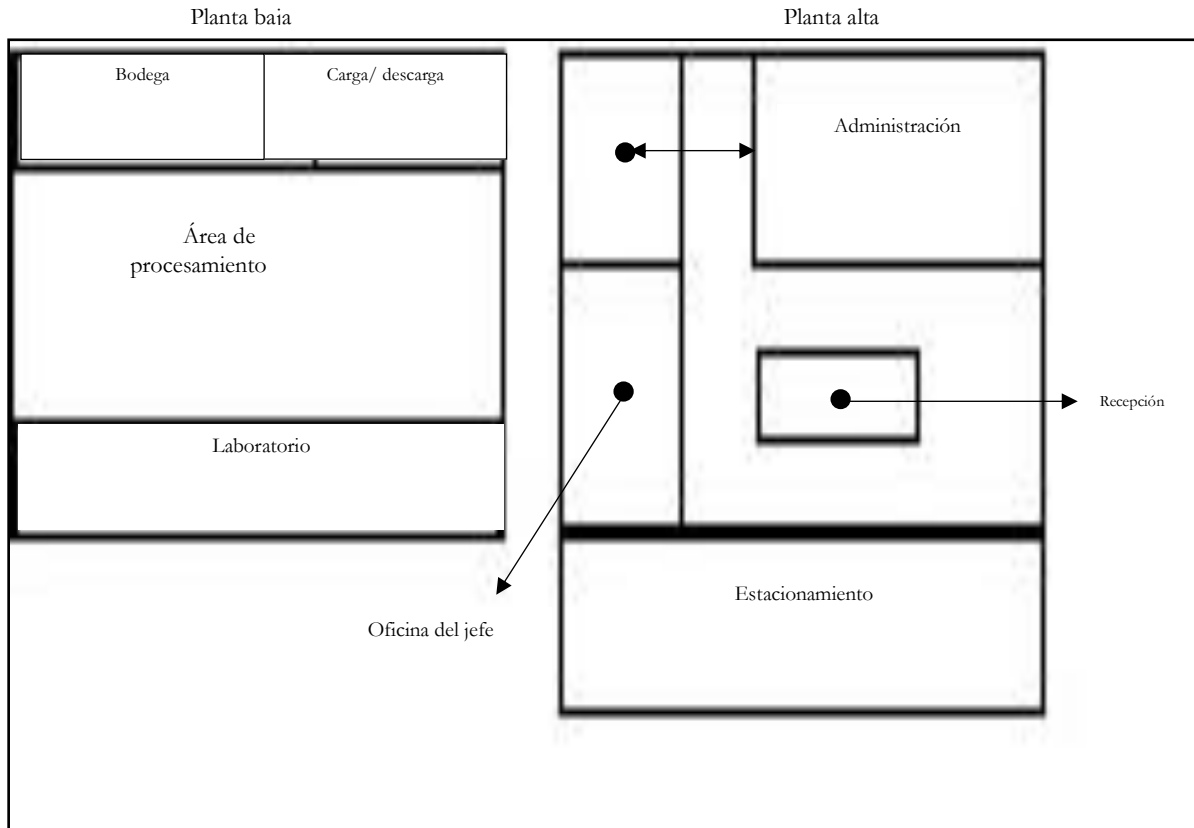 Planta baja
Planta alta
Bodega
Carga/ descarga
Área de
procesamiento
Laboratorio
Administración
Recepción
Estacionamiento
Oficina del jefe